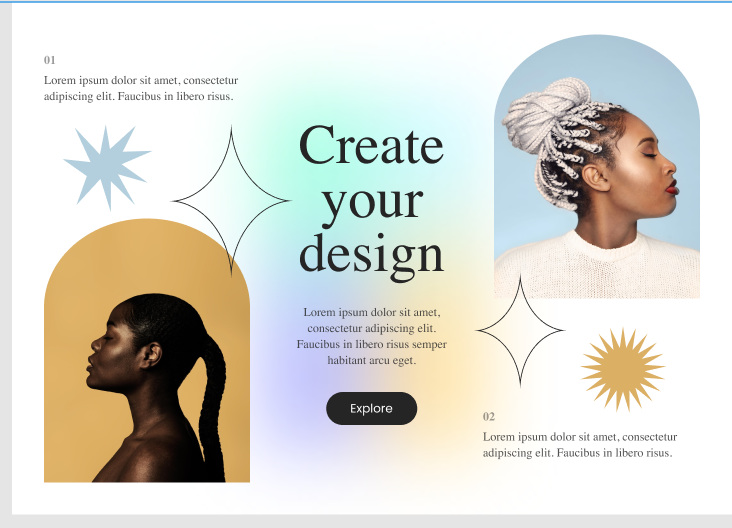 01
Lorem ipsum dolor sit amet, consectetur
adipiscing elit. Faucibus in libero risus.
Create
your
design
Lorem ipsum dolor sit amet,
consectetur adipiscing elit.
Faucibus in libero risus semper
habitant arcu eget.
Explore
02
Lorem ipsum dolor sit amet, consectetur
adipiscing elit. Faucibus in libero risus.